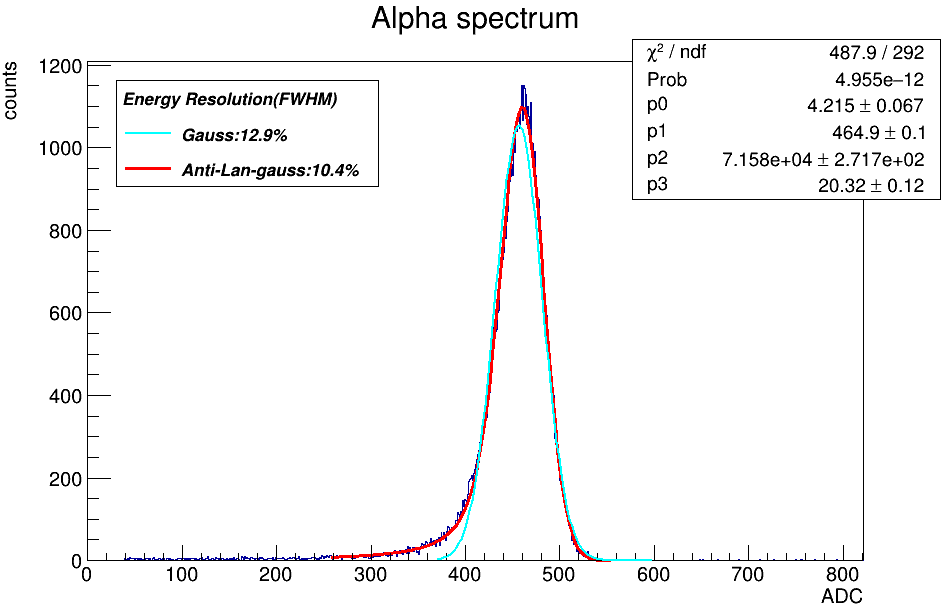 Alpha spectrum
counts
χ² / ndf 487.9 / 292
Prob 4.955e−12
p0 4.215 ± 0.067
p1 464.9 ± 0.1
p2 7.158e+04 ± 2.717e+02
p3 20.32 ± 0.12
Energy Resolution(FWHM)
Gauss:12.9%
Anti-Lan-gauss:10.4%
1200
1000
800
600
400
200
0
0 100 200 300 400 500 600 700 800
ADC